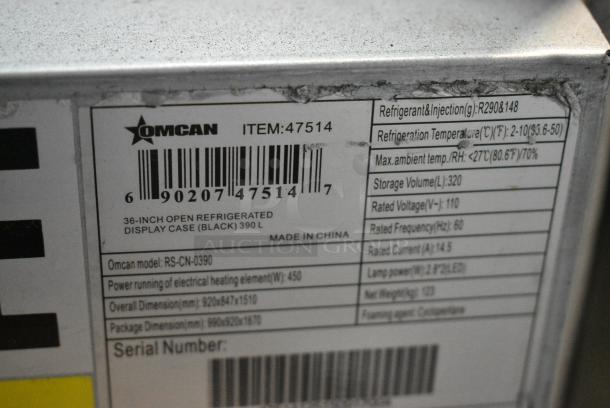 OMCAN ITEM:47514
6 90207 47514 7
36-INCH OPEN REFRIGERATED
DISPLAY CASE (BLACK) 390 L
MADE IN CHINA
Omcan model: RS-CN-0390
Power running of electrical heating element(W): 450
Overall Dimension(mm): 920x847x1510
Package Dimension(mm): 990x920x1670
Serial Number:
Refrigerant&Injection(g):R290&148
Refrigeration Temperature(℃)(℉): 2-10(35.6-50)
Max.ambient temp./RH: <27℃(80.6℉)/70%
Storage Volume(L):320
Rated Voltage(V~): 110
Rated Frequency(Hz): 60
Rated Current (A):14.5
Lamp power(W): 2.8*2(LED)
Net Weight(kg): 123
Foaming agent: Cyclopentane